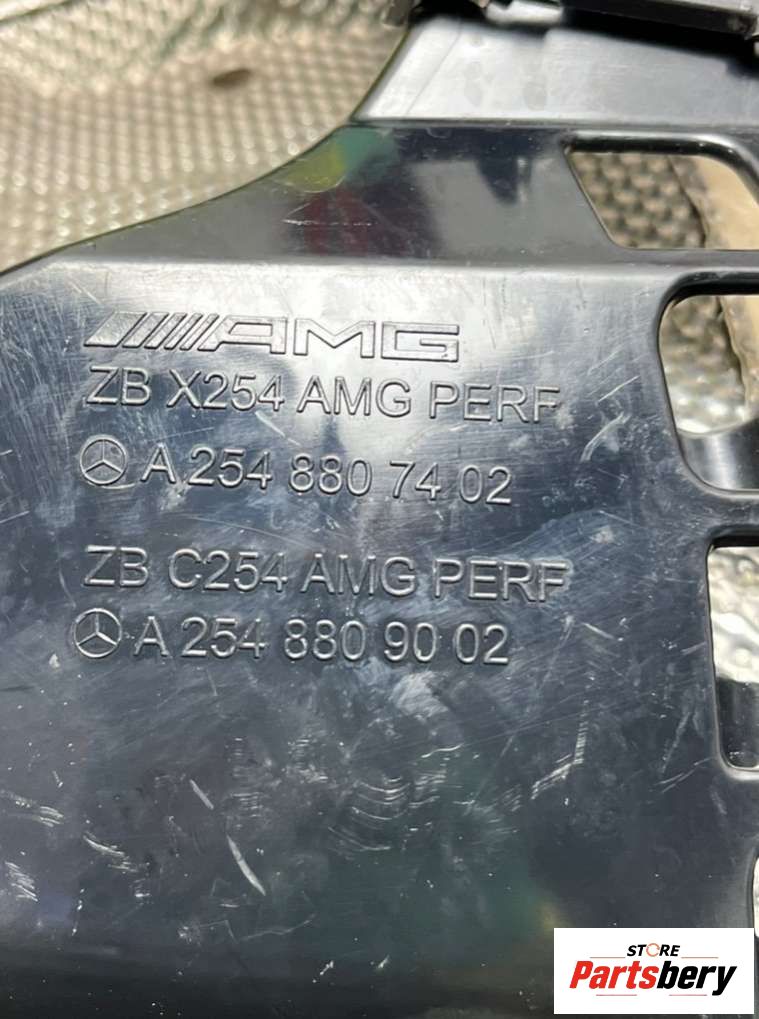 AMG
ZB X254 AMG PERF
A 254 880 74 02
ZB C254 AMG PERF
A 254 880 90 02
STORE
Partsbery